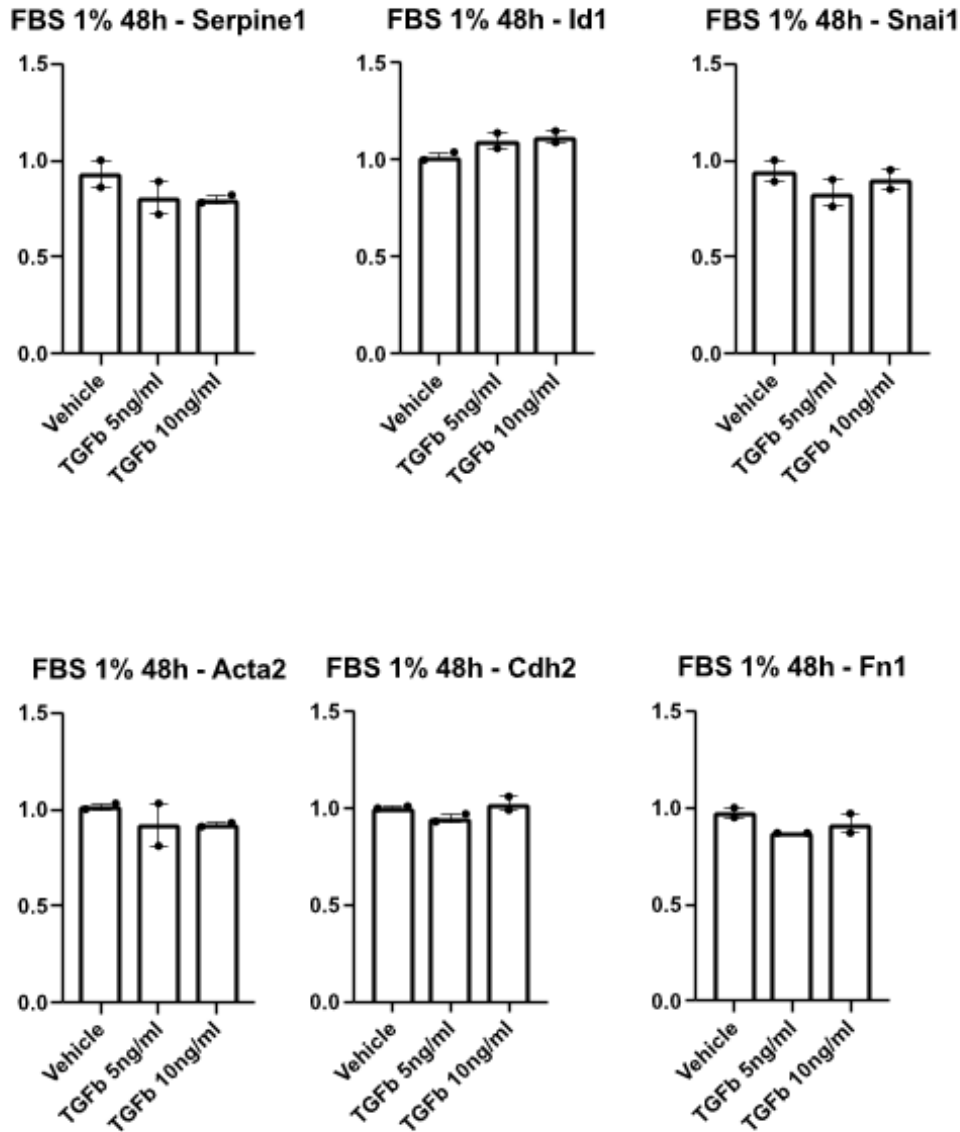 FBS 1% 48h - Serpine1
1.5
1.0
0.5
0.0
Vehicle
TGFb 5ng/ml
TGFb 10ng/ml
FBS 1% 48h - Id1
1.5
1.0
0.5
0.0
Vehicle
TGFb 5ng/ml
TGFb 10ng/ml
FBS 1% 48h - Snai1
1.5
1.0
0.5
0.0
Vehicle
TGFb 5ng/ml
TGFb 10ng/ml
FBS 1% 48h - Acta2
1.5
1.0
0.5
0.0
Vehicle
TGFb 5ng/ml
TGFb 10ng/ml
FBS 1% 48h - Cdh2
1.5
1.0
0.5
0.0
Vehicle
TGFb 5ng/ml
TGFb 10ng/ml
FBS 1% 48h - Fn1
1.5
1.0
0.5
0.0
Vehicle
TGFb 5ng/ml
TGFb 10ng/ml